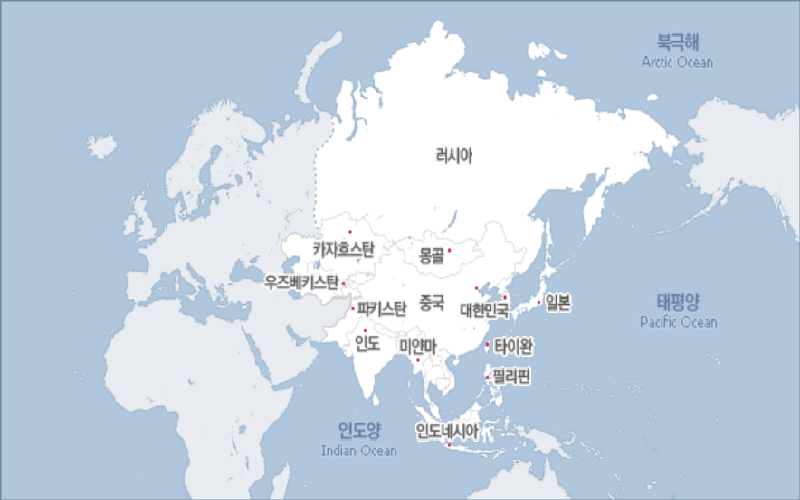 북극해
Arctic Ocean
러시아
카자흐스탄
몽골
우즈베키스탄
파키스탄
중국
대한민국
일본
태평양
Pacific Ocean
인도
미얀마
타이완
필리핀
인도양
Indian Ocean
인도네시아